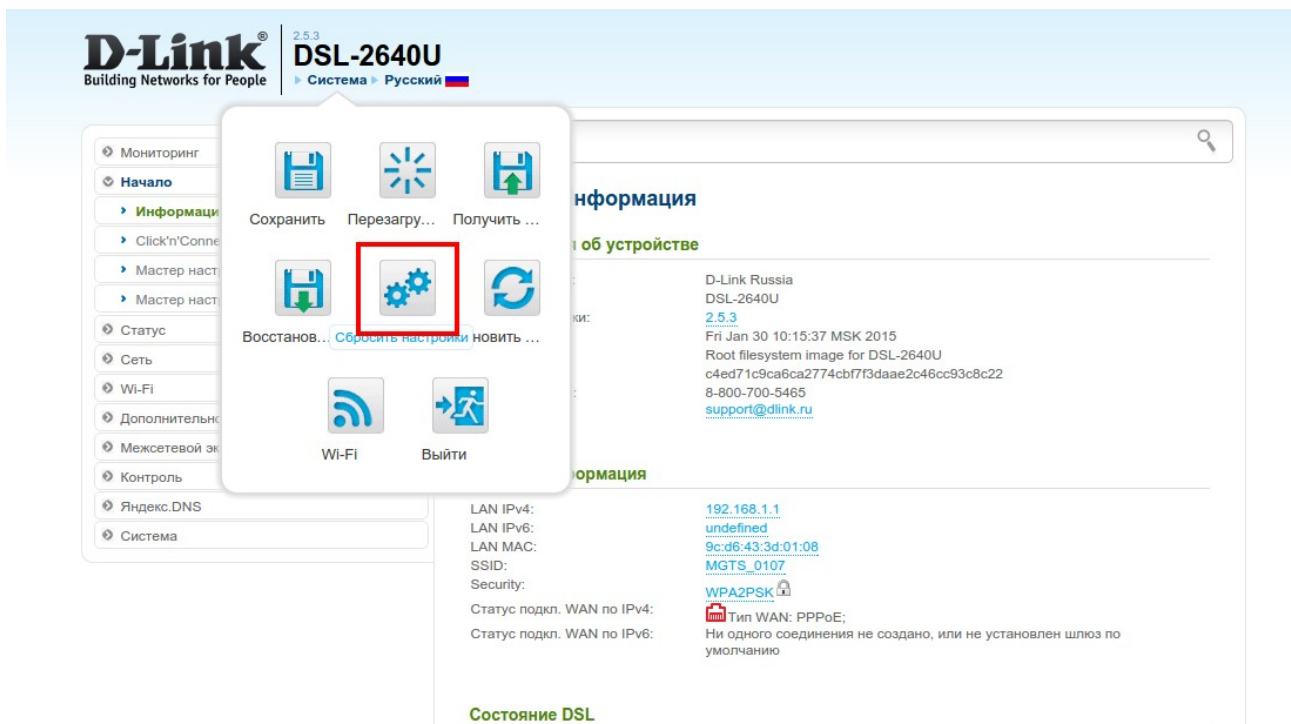 D-Link®
Building Networks for People
2.5.3
DSL-2640U
Система
Русский
Мониторинг
Начало
Информаци
Click'n'Conne
Мастер наст
Мастер наст
Статус
Сеть
Wi-Fi
Дополнительно
Межсетевой эк
Контроль
Яндекс.DNS
Система
Сохранить
Перезагру...
Получить ...
Восстанов...
Сбросить настройки
новить ...
Wi-Fi
Выйти
нформация
об устройстве
D-Link Russia
DSL-2640U
ки:
2.5.3
Fri Jan 30 10:15:37 MSK 2015
Root filesystem image for DSL-2640U
c4ed71c9ca6ca2774cbf7f3daae2c46cc93c8c22
8-800-700-5465
support@dlink.ru
ормация
LAN IPv4: 192.168.1.1
LAN IPv6: undefined
LAN MAC: 9c:d6:43:3d:01:08
SSID: MGTS_0107
Security: WPA2PSK
Статус подкл. WAN по IPv4: Тип WAN: PPPoE;
Статус подкл. WAN по IPv6: Ни одного соединения не создано, или не установлен шлюз по
умолчанию
Состояние DSL